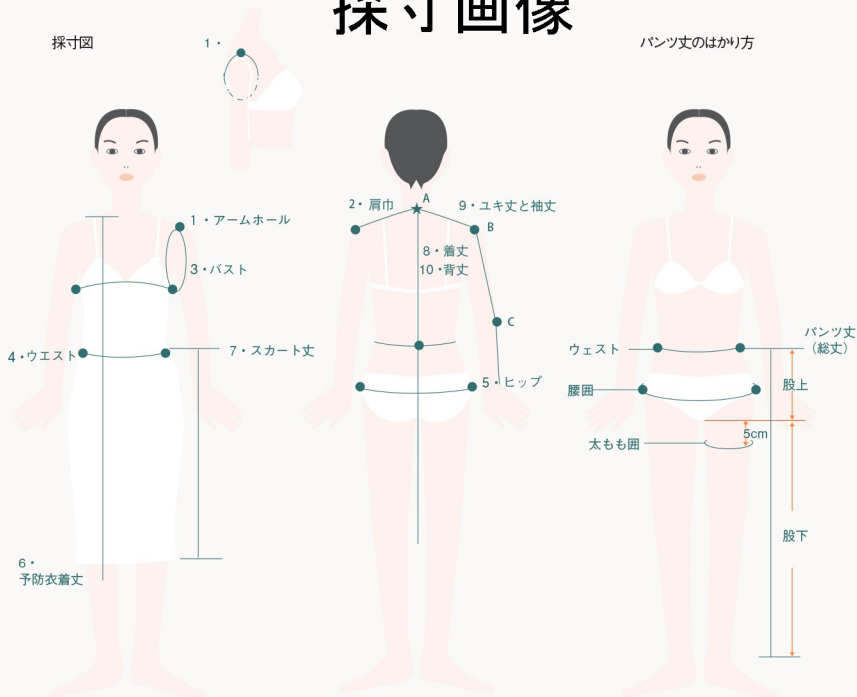 採寸画像
採寸図
1・
パンツ丈のはかり方
1・アームホール
3・バスト
4・ウエスト
7・スカート丈
6・
予防衣着丈
2・肩巾
A
9・ユキ丈と袖丈
B
8・着丈
10・背丈
C
5・ヒップ
パンツ丈
(総丈)
ウェスト
股上
腰囲
5cm
太もも囲
股下